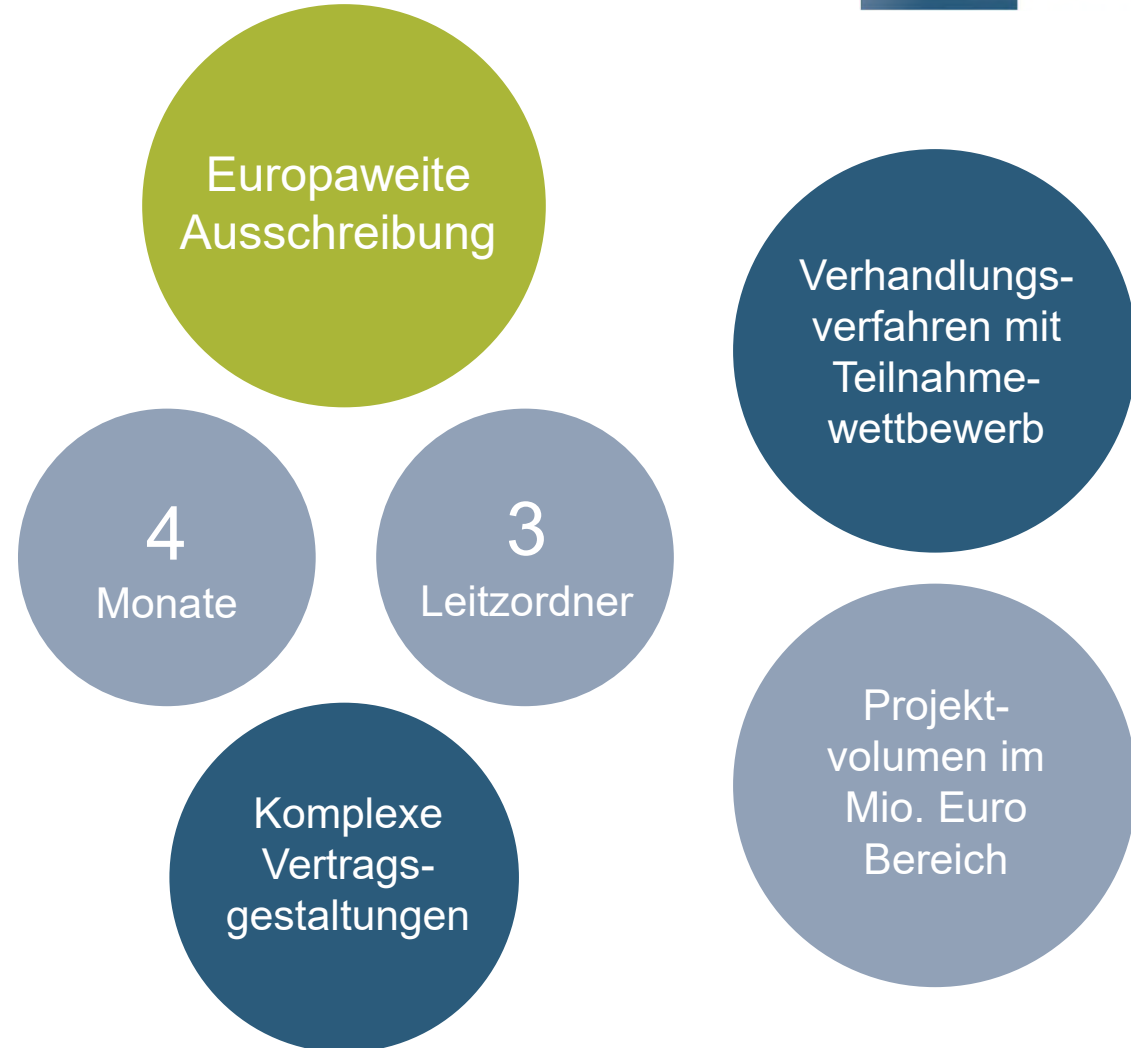 Europaweite
Ausschreibung
Verhandlungs-
verfahren mit
Teilnahme-
wettbewerb
4
Monate
3
Leitzordner
Projekt-
volumen im
Mio. Euro
Bereich
Komplexe
Vertrags-
gestaltungen